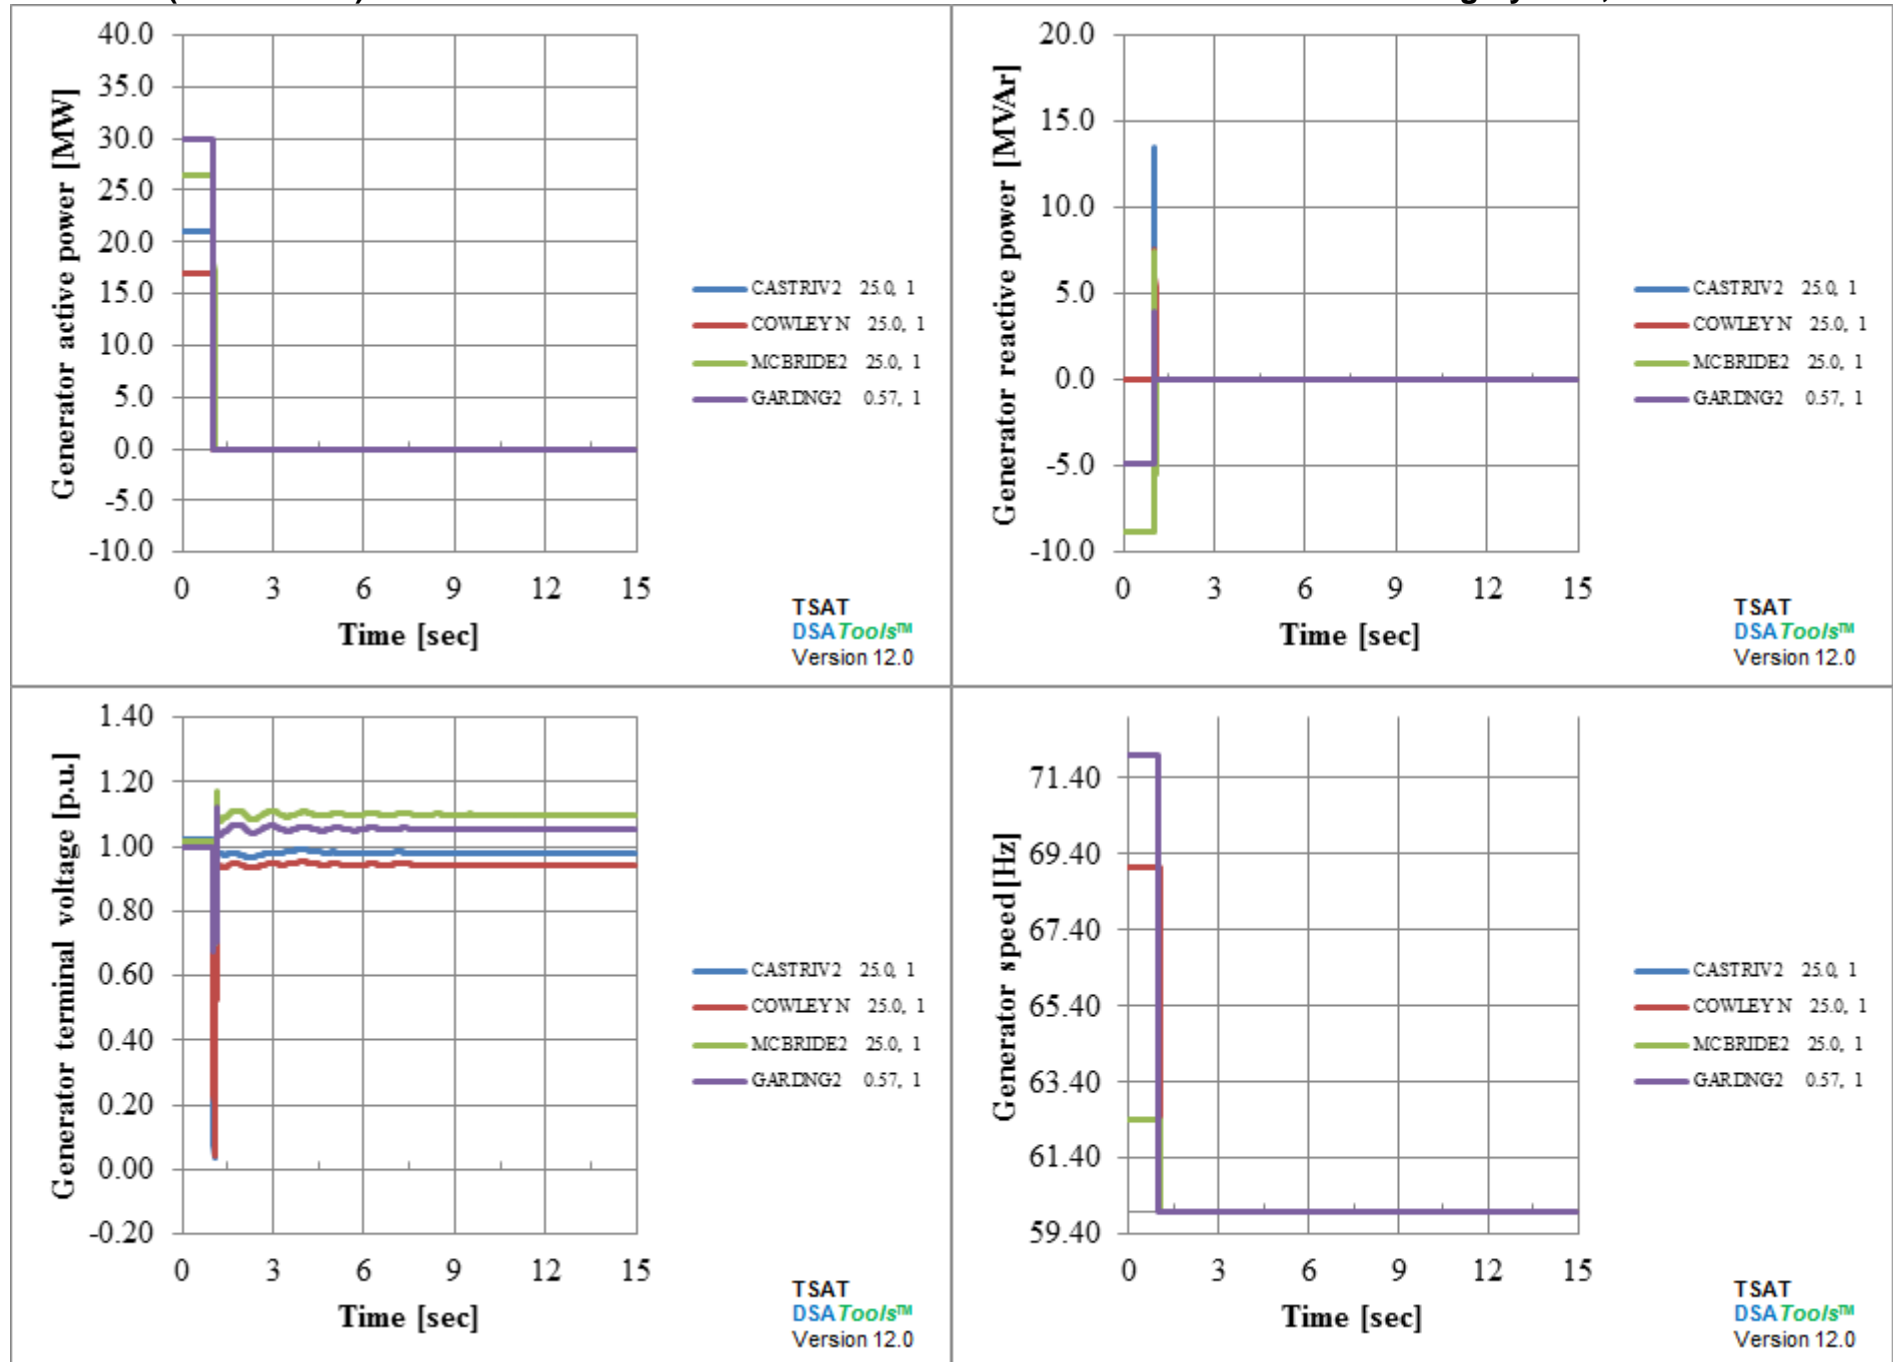 Generator active power [MW]
40.0
35.0
30.0
25.0
20.0
15.0
10.0
5.0
0.0
-5.0
-10.0
0 3 6 9 12 15
Time [sec]
CASTRIV2 25.0, 1
COWLEY N 25.0, 1
MCBRIDE2 25.0, 1
GARDNG2 0.57, 1
TSAT
DSATools™
Version 12.0
Generator reactive power [MVAr]
20.0
15.0
10.0
5.0
0.0
-5.0
-10.0
0 3 6 9 12 15
Time [sec]
CASTRIV2 25.0, 1
COWLEY N 25.0, 1
MCBRIDE2 25.0, 1
GARDNG2 0.57, 1
TSAT
DSATools™
Version 12.0
Generator terminal voltage [p.u.]
1.40
1.20
1.00
0.80
0.60
0.40
0.20
0.00
-0.20
0 3 6 9 12 15
Time [sec]
CASTRIV2 25.0, 1
COWLEY N 25.0, 1
MCBRIDE2 25.0, 1
GARDNG2 0.57, 1
TSAT
DSATools™
Version 12.0
Generator speed[Hz]
71.40
69.40
67.40
65.40
63.40
61.40
59.40
0 3 6 9 12 15
Time [sec]
CASTRIV2 25.0, 1
COWLEY N 25.0, 1
MCBRIDE2 25.0, 1
GARDNG2 0.57, 1
TSAT
DSATools™
Version 12.0